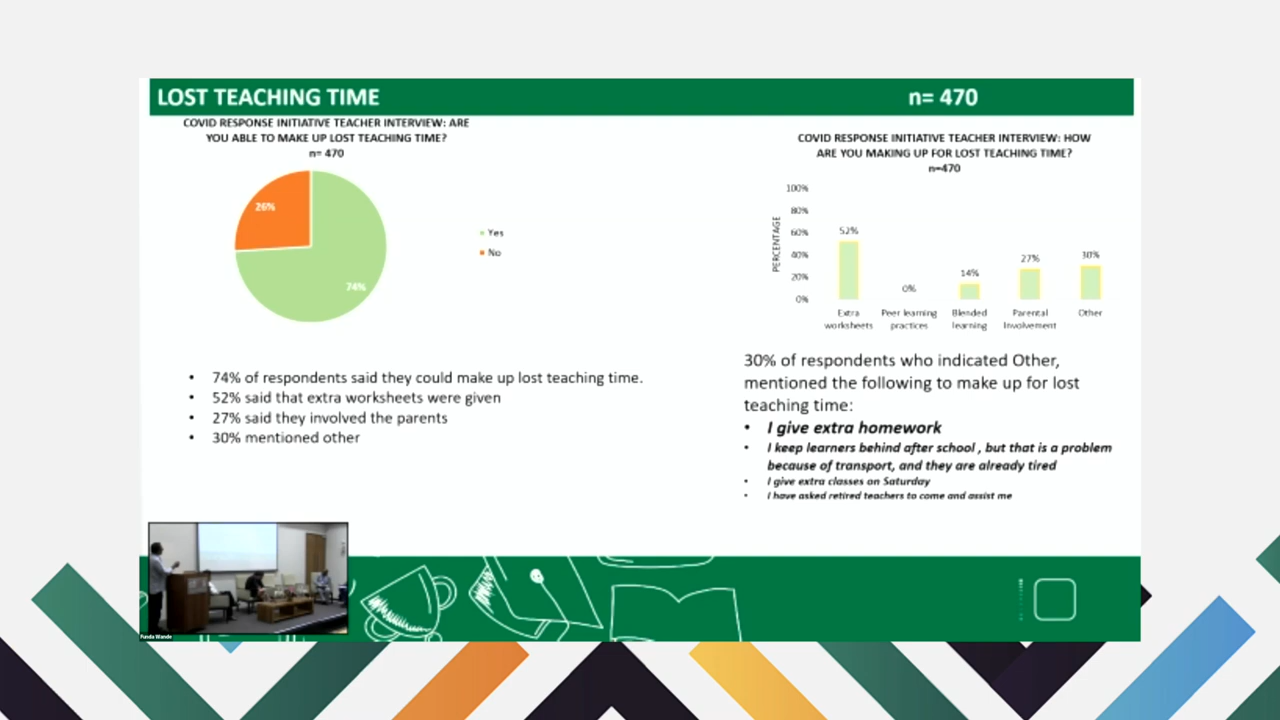 LOST TEACHING TIME
n= 470
COVID RESPONSE INITIATIVE TEACHER INTERVIEW: ARE
YOU ABLE TO MAKE UP LOST TEACHING TIME?
n= 470
26%
74%
Yes
No
• 74% of respondents said they could make up lost teaching time.
• 52% said that extra worksheets were given
• 27% said they involved the parents
• 30% mentioned other
COVID RESPONSE INITIATIVE TEACHER INTERVIEW: HOW
ARE YOU MAKING UP FOR LOST TEACHING TIME?
n=470
PERCENTAGE
100%
80%
60%
40%
20%
0%
52%
0%
14%
27%
30%
Extra
worksheets
Peer learning
practices
Blended
learning
Parental
Involvement
Other
30% of respondents who indicated Other,
mentioned the following to make up for lost
teaching time:
• I give extra homework
• I keep learners behind after school , but that is a problem
because of transport, and they are already tired
• I give extra classes on Saturday
• I have asked retired teachers to come and assist me
Funda Wande